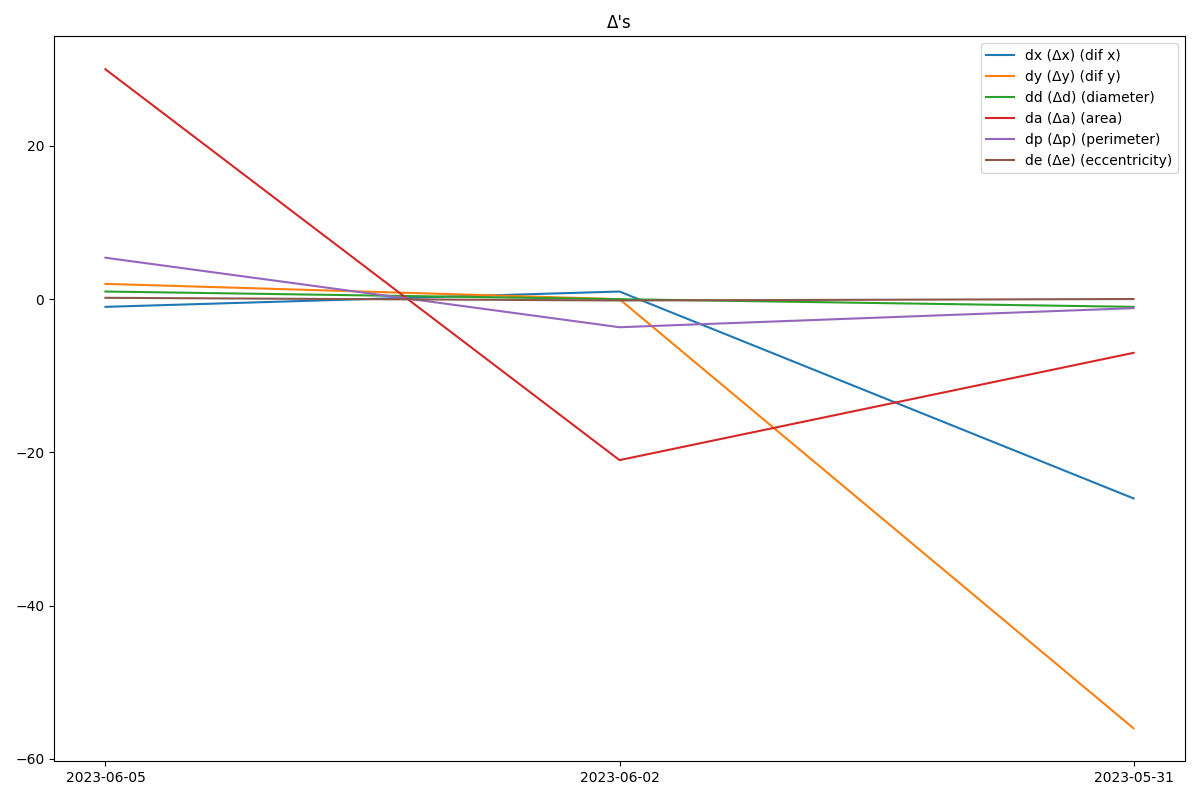 Δ's
dx (Δx) (dif x)
dy (Δy) (dif y)
dd (Δd) (diameter)
da (Δa) (area)
dp (Δp) (perimeter)
de (Δe) (eccentricity)
20
0
−20
−40
−60
2023-06-05 2023-06-02 2023-05-31